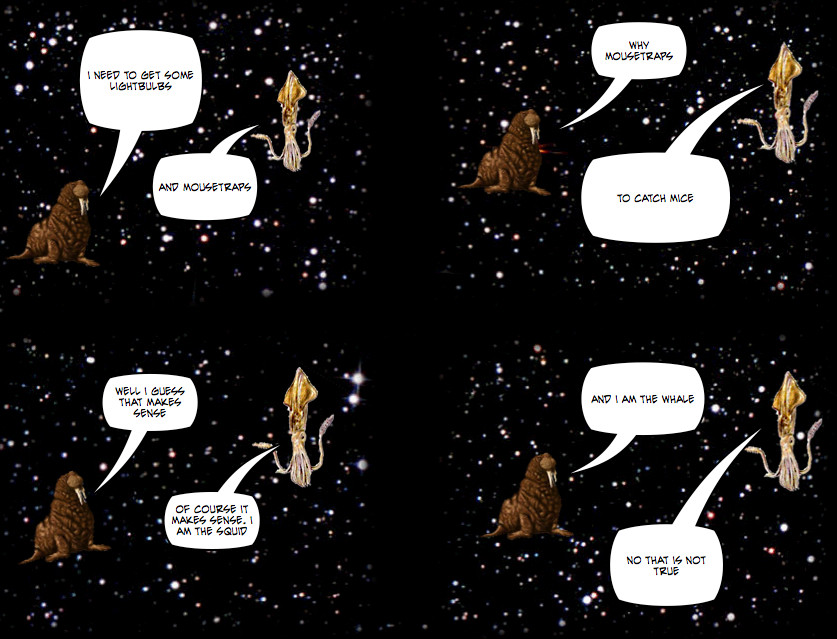 I NEED TO GET SOME
LIGHTBULBS
AND MOUSETRAPS
WHY
MOUSETRAPS
TO CATCH MICE
WELL I GUESS
THAT MAKES
SENSE
OF COURSE IT
MAKES SENSE. I
AM THE SQUID
AND I AM THE WHALE
NO THAT IS NOT
TRUE